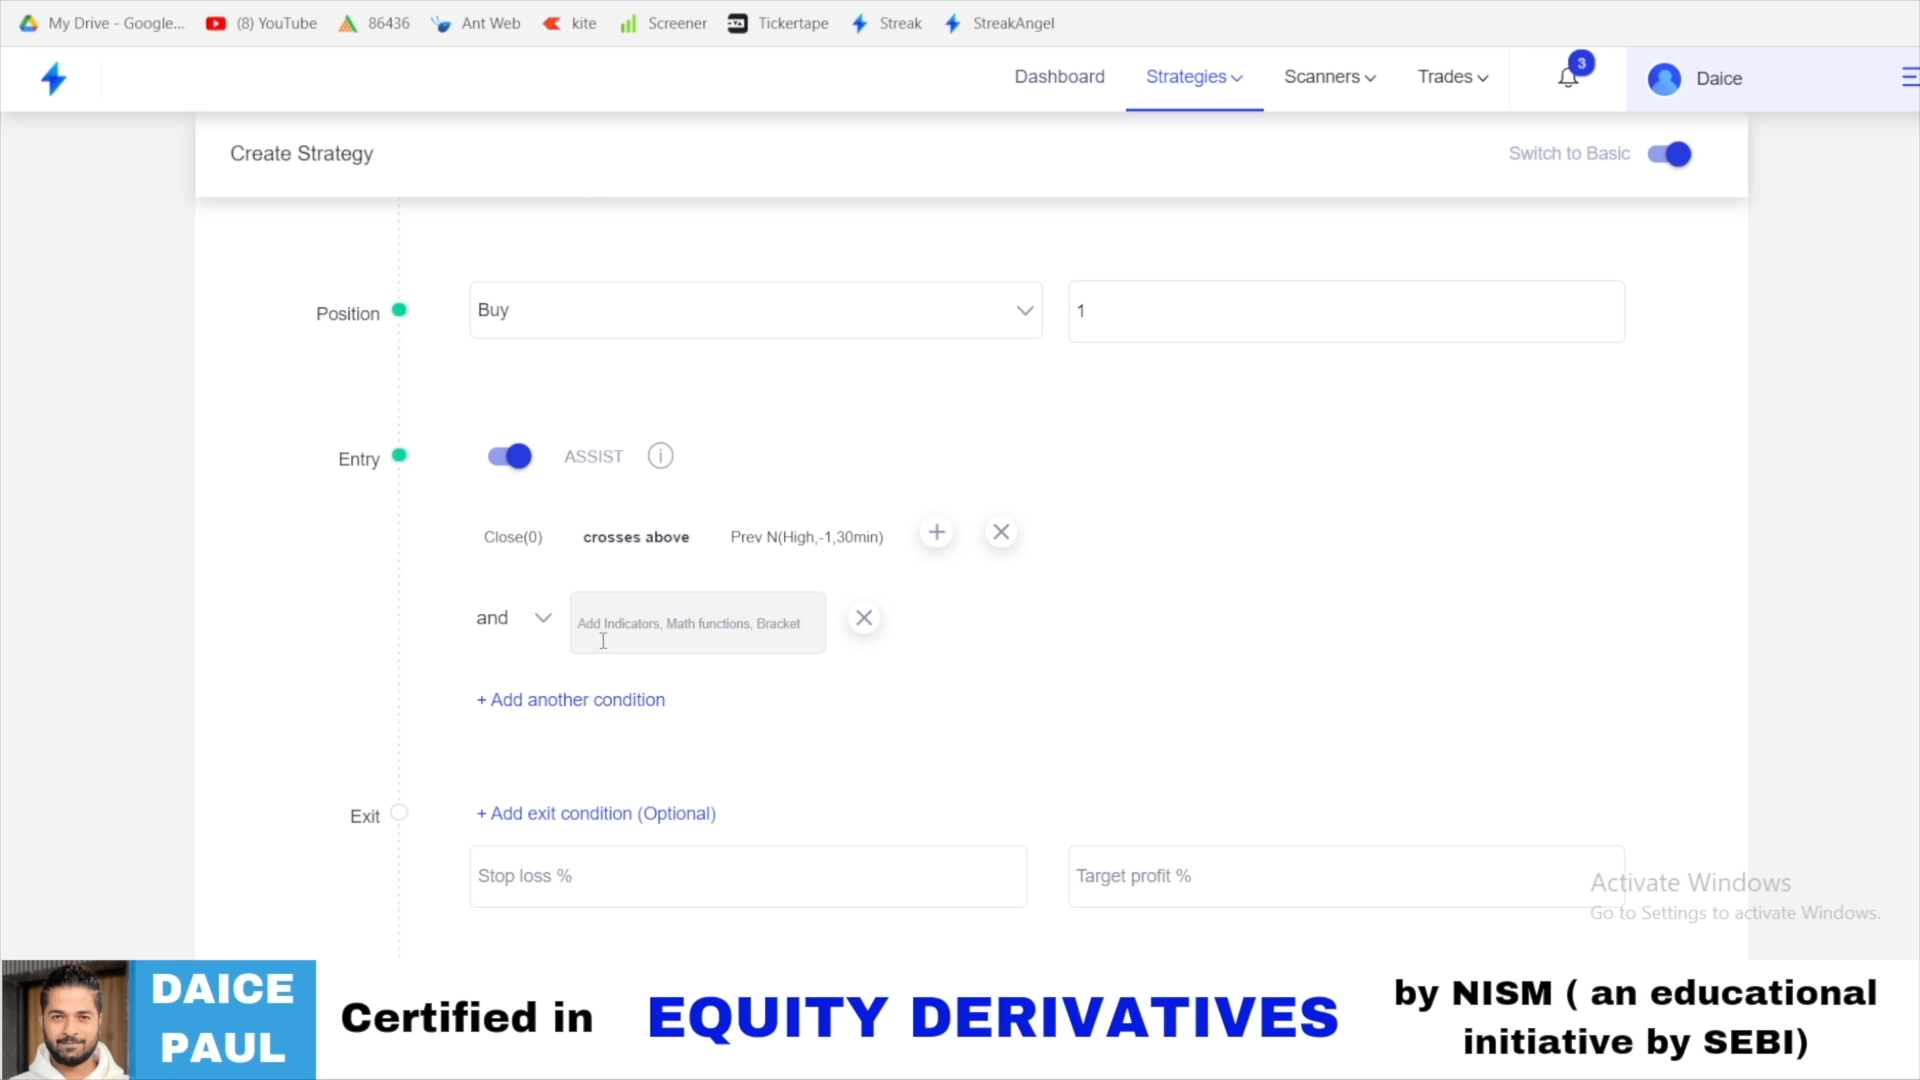 My Drive - Google...
(8) YouTube
86436
Ant Web
kite
Screener
Tickertape
Streak
StreakAngel
Dashboard
Strategies
Scanners
Trades
3
Daice
Create Strategy
Switch to Basic
Position
Buy
1
Entry
ASSIST
Close(0) crosses above Prev N(High,-1,30min)
and
Add Indicators, Math functions, Bracket
+ Add another condition
Exit
+ Add exit condition (Optional)
Stop loss %
Target profit %
Activate Windows
Go to Settings to activate Windows.
DAICE
PAUL
Certified in
EQUITY DERIVATIVES
by NISM ( an educational
initiative by SEBI)